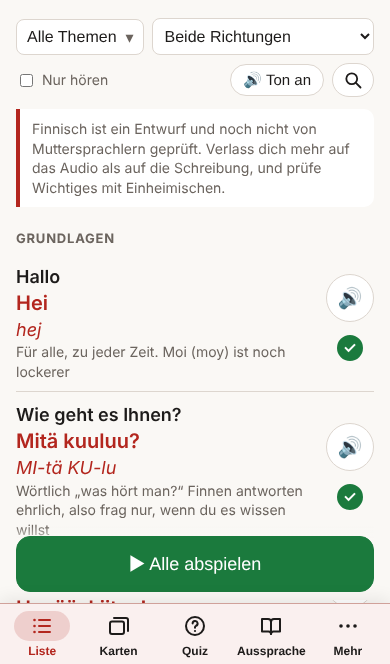 Alle Themen ▾
Beide Richtungen
Nur hören
Ton an
Finnisch ist ein Entwurf und noch nicht von
Muttersprachlern geprüft. Verlass dich mehr auf
das Audio als auf die Schreibung, und prüfe
Wichtiges mit Einheimischen.
GRUNDLAGEN
Hallo
Hei
hej
Für alle, zu jeder Zeit. Moi (moy) ist noch
lockerer
Wie geht es Ihnen?
Mitä kuuluu?
MI-tä KU-lu
Wörtlich „was hört man?“ Finnen antworten
ehrlich, also frag nur, wenn du es wissen
willst
▶ Alle abspielen
Liste
Karten
Quiz
Aussprache
Mehr